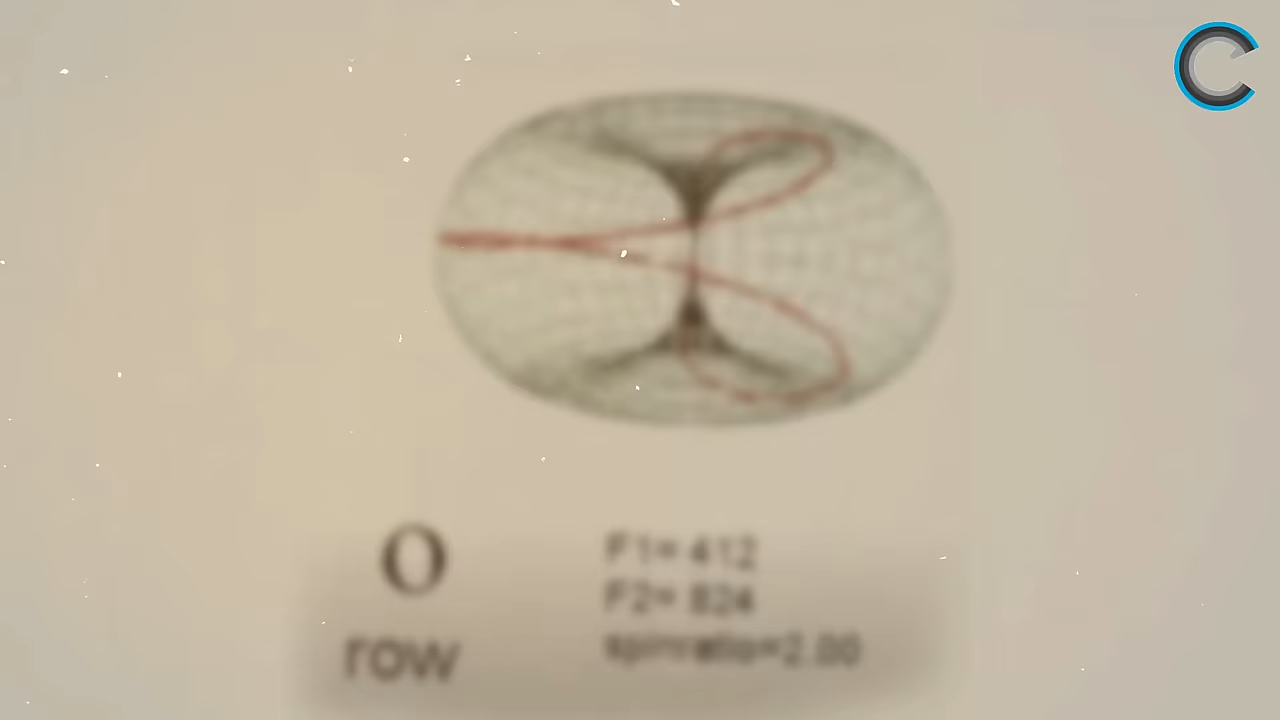 O
row
F1= 412
F2= 824
spinratio=2.00